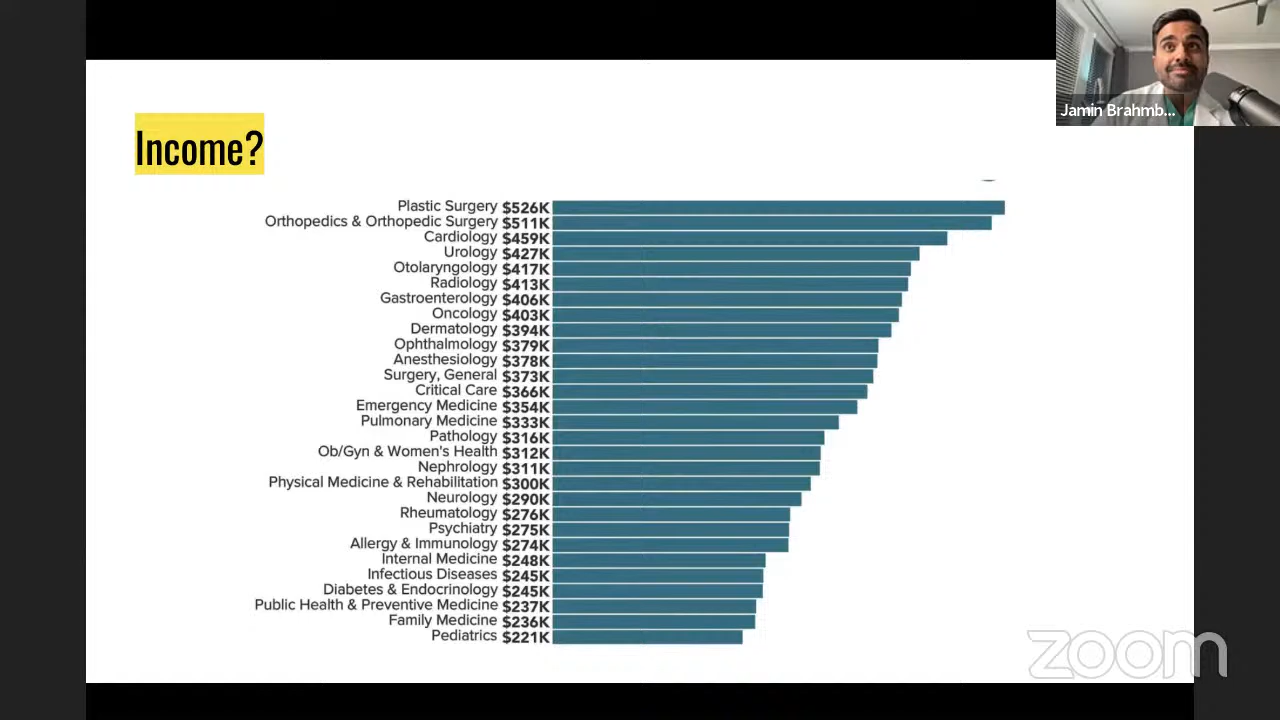 Jamin Brahmb...
Income?
Plastic Surgery $526K
Orthopedics & Orthopedic Surgery $511K
Cardiology $459K
Urology $427K
Otolaryngology $417K
Radiology $413K
Gastroenterology $406K
Oncology $403K
Dermatology $394K
Ophthalmology $379K
Anesthesiology $378K
Surgery, General $373K
Critical Care $366K
Emergency Medicine $354K
Pulmonary Medicine $333K
Pathology $316K
Ob/Gyn & Women's Health $312K
Nephrology $311K
Physical Medicine & Rehabilitation $300K
Neurology $290K
Rheumatology $276K
Psychiatry $275K
Allergy & Immunology $274K
Internal Medicine $248K
Infectious Diseases $245K
Diabetes & Endocrinology $245K
Public Health & Preventive Medicine $237K
Family Medicine $236K
Pediatrics $221K
zoom